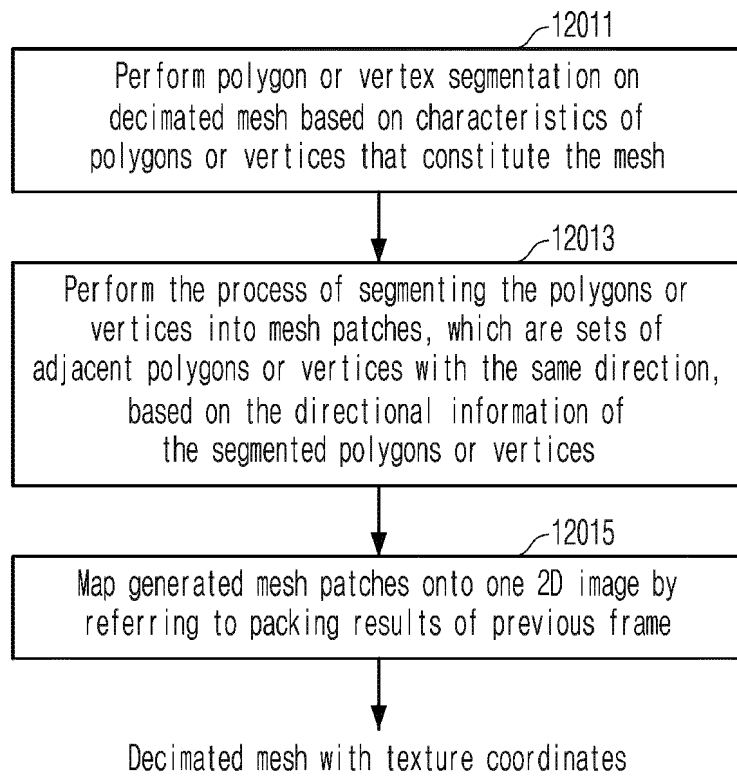 12011
Perform polygon or vertex segmentation on
decimated mesh based on characteristics of
polygons or vertices that constitute the mesh
12013
Perform the process of segmenting the polygons or
vertices into mesh patches, which are sets of
adjacent polygons or vertices with the same direction,
based on the directional information of
the segmented polygons or vertices
12015
Map generated mesh patches onto one 2D image by
referring to packing results of previous frame
Decimated mesh with texture coordinates